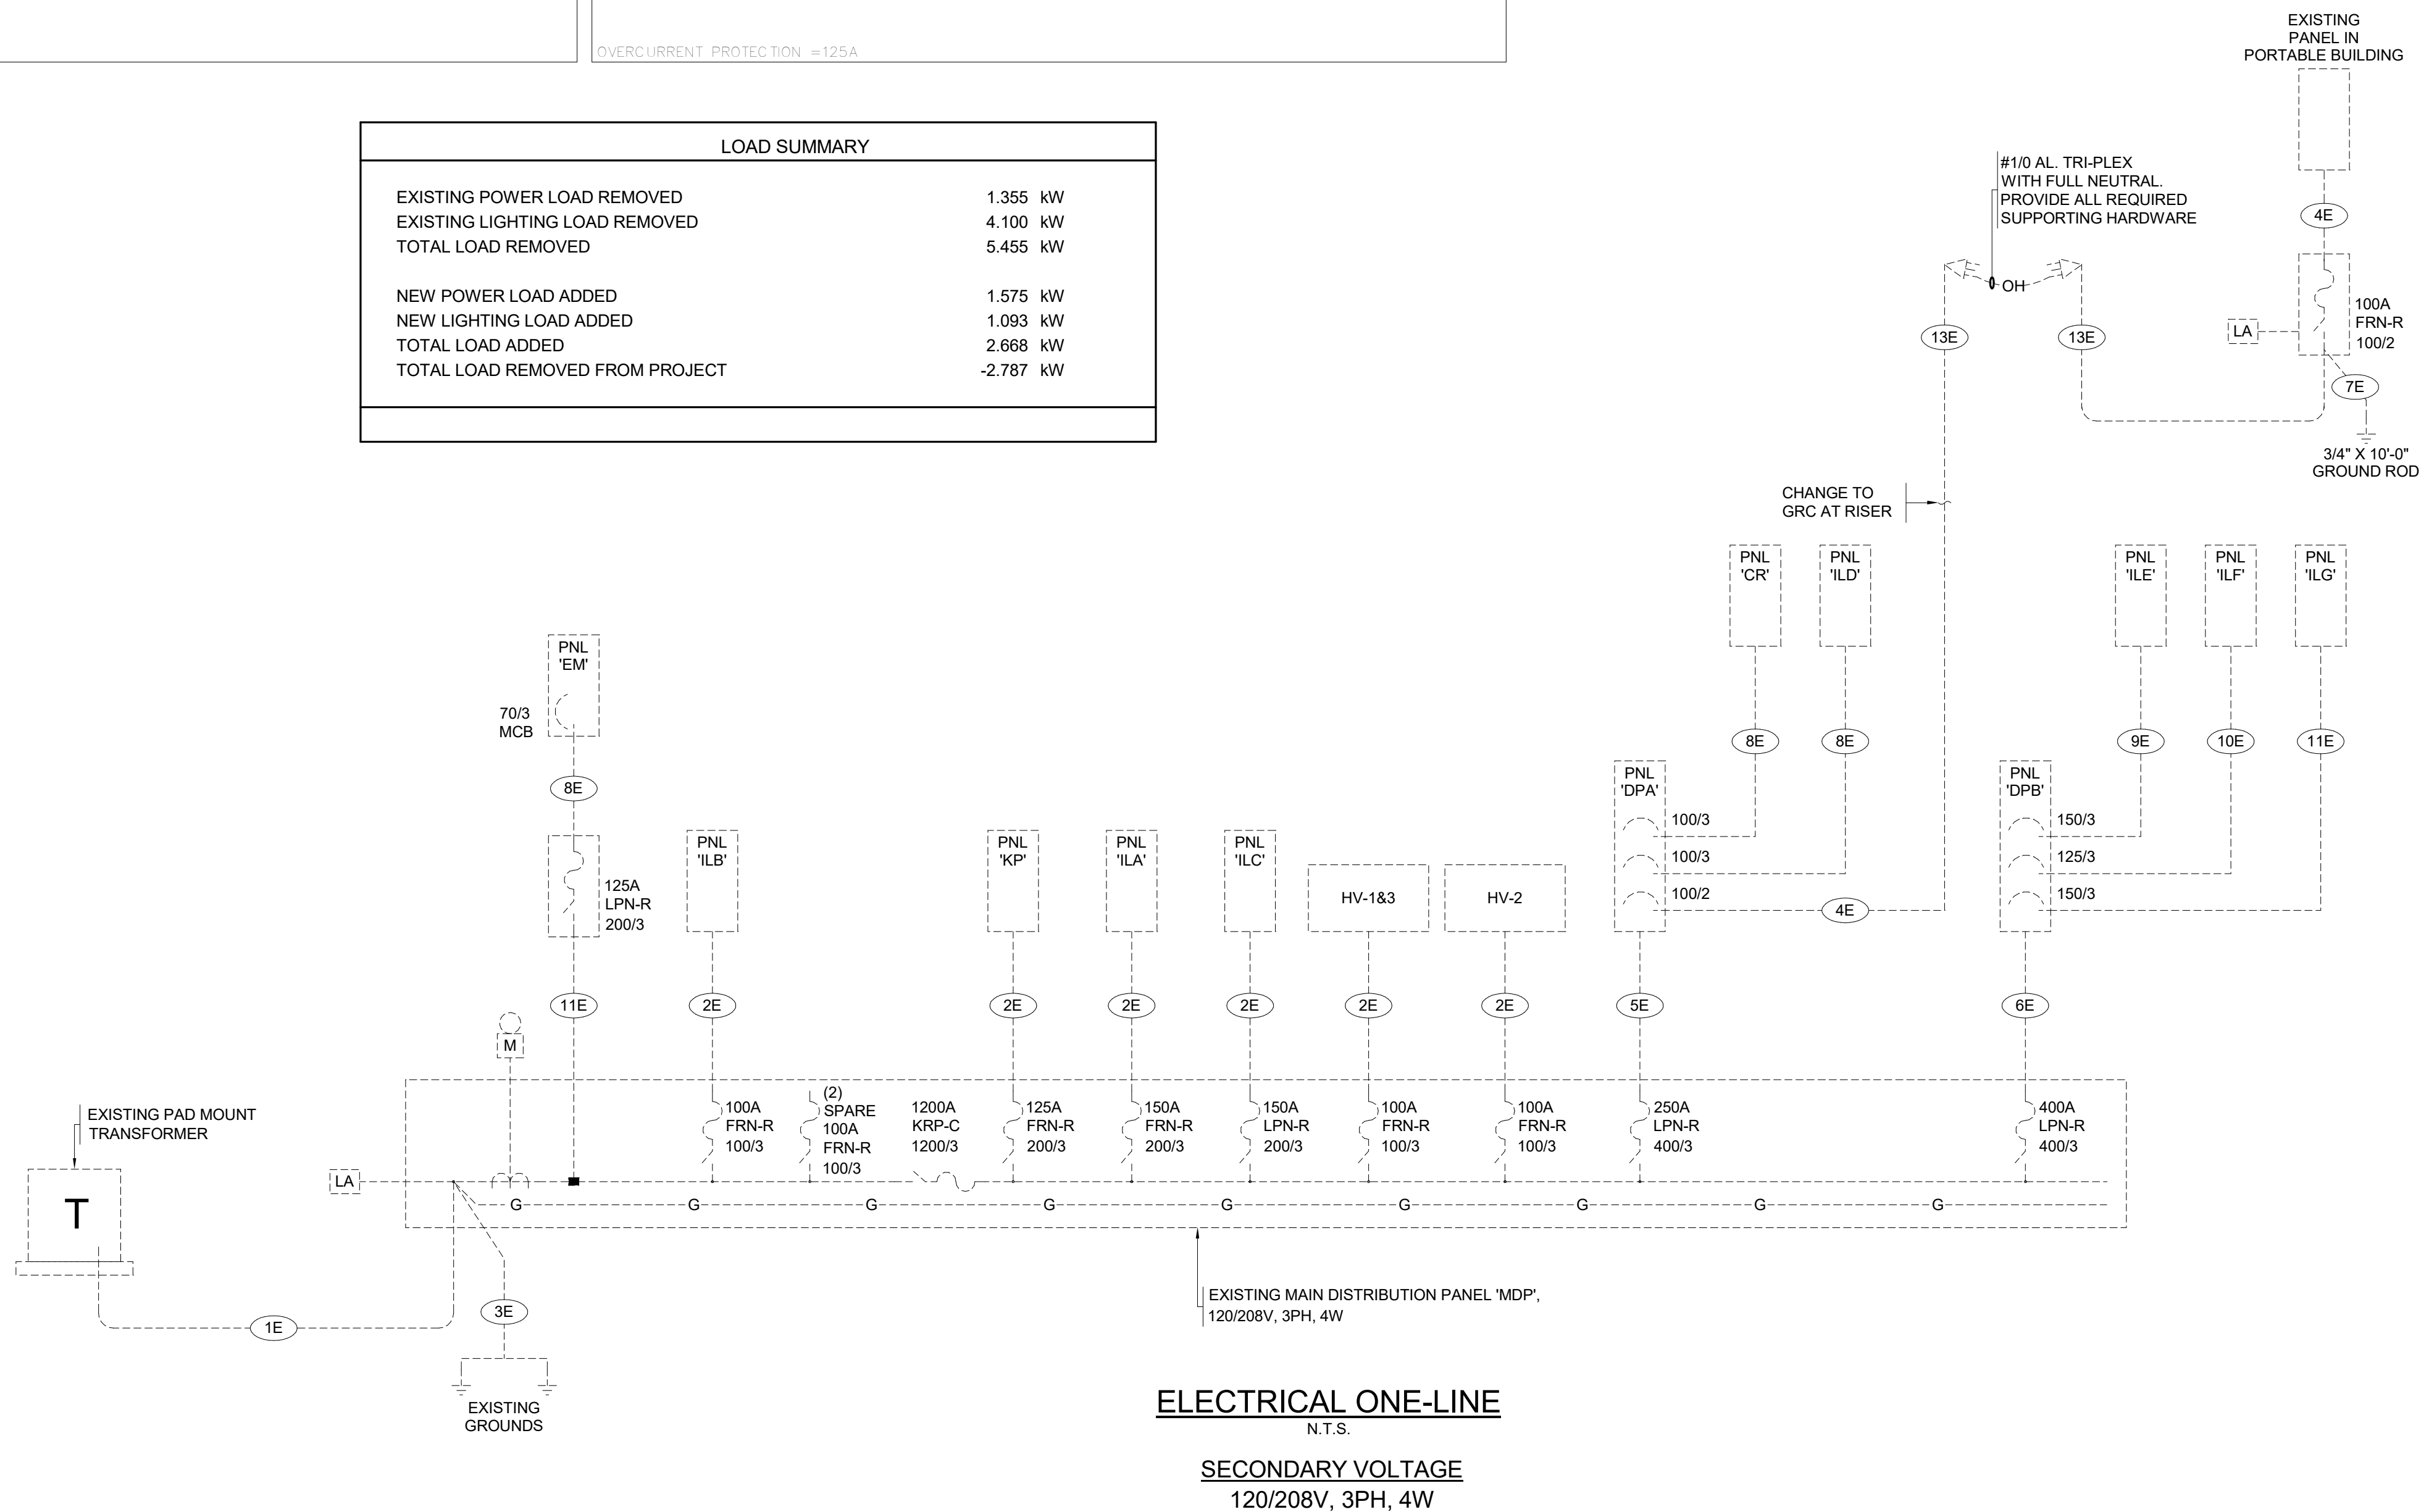 OVERCURRENT PROTECTION =125A
EXISTING
PANEL IN
PORTABLE BUILDING
LOAD SUMMARY
EXISTING POWER LOAD REMOVED 1.355 kW
EXISTING LIGHTING LOAD REMOVED 4.100 kW
TOTAL LOAD REMOVED 5.455 kW
NEW POWER LOAD ADDED 1.575 kW
NEW LIGHTING LOAD ADDED 1.093 kW
TOTAL LOAD ADDED 2.668 kW
TOTAL LOAD REMOVED FROM PROJECT -2.787 kW
#1/0 AL. TRI-PLEX
WITH FULL NEUTRAL.
PROVIDE ALL REQUIRED
SUPPORTING HARDWARE
4E
OH
100A
FRN-R
100/2
LA
13E
13E
7E
3/4" X 10'-0"
GROUND ROD
CHANGE TO
GRC AT RISER
PNL
'CR'
PNL
'ILD'
PNL
'ILE'
PNL
'ILF'
PNL
'ILG'
PNL
'EM'
70/3
MCB
8E
8E
9E
10E
11E
8E
PNL
'DPA'
100/3
100/3
100/2
4E
PNL
'DPB'
150/3
125/3
150/3
125A
LPN-R
200/3
PNL
'ILB'
PNL
'KP'
PNL
'ILA'
PNL
'ILC'
HV-1&3
HV-2
11E
2E
2E
2E
2E
2E
2E
5E
6E
M
EXISTING PAD MOUNT
TRANSFORMER
T
LA
100A
FRN-R
100/3
(2)
SPARE
100A
FRN-R
100/3
1200A
KRP-C
1200/3
125A
FRN-R
200/3
150A
FRN-R
200/3
150A
LPN-R
200/3
100A
FRN-R
100/3
100A
FRN-R
100/3
250A
LPN-R
400/3
400A
LPN-R
400/3
G G G G G G G G G
1E
3E
EXISTING
GROUNDS
EXISTING MAIN DISTRIBUTION PANEL 'MDP',
120/208V, 3PH, 4W
ELECTRICAL ONE-LINE
N.T.S.
SECONDARY VOLTAGE
120/208V, 3PH, 4W